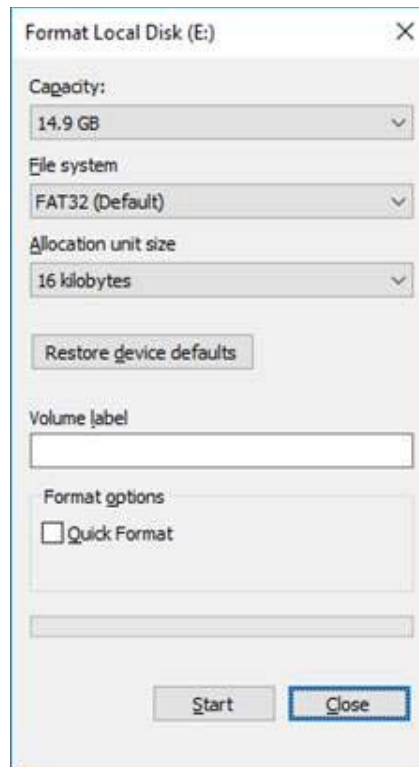 Format Local Disk (E:)
Capacity:
14.9 GB
File system
FAT32 (Default)
Allocation unit size
16 kilobytes
Restore device defaults
Volume label
Format options
Quick Format
Start
Close